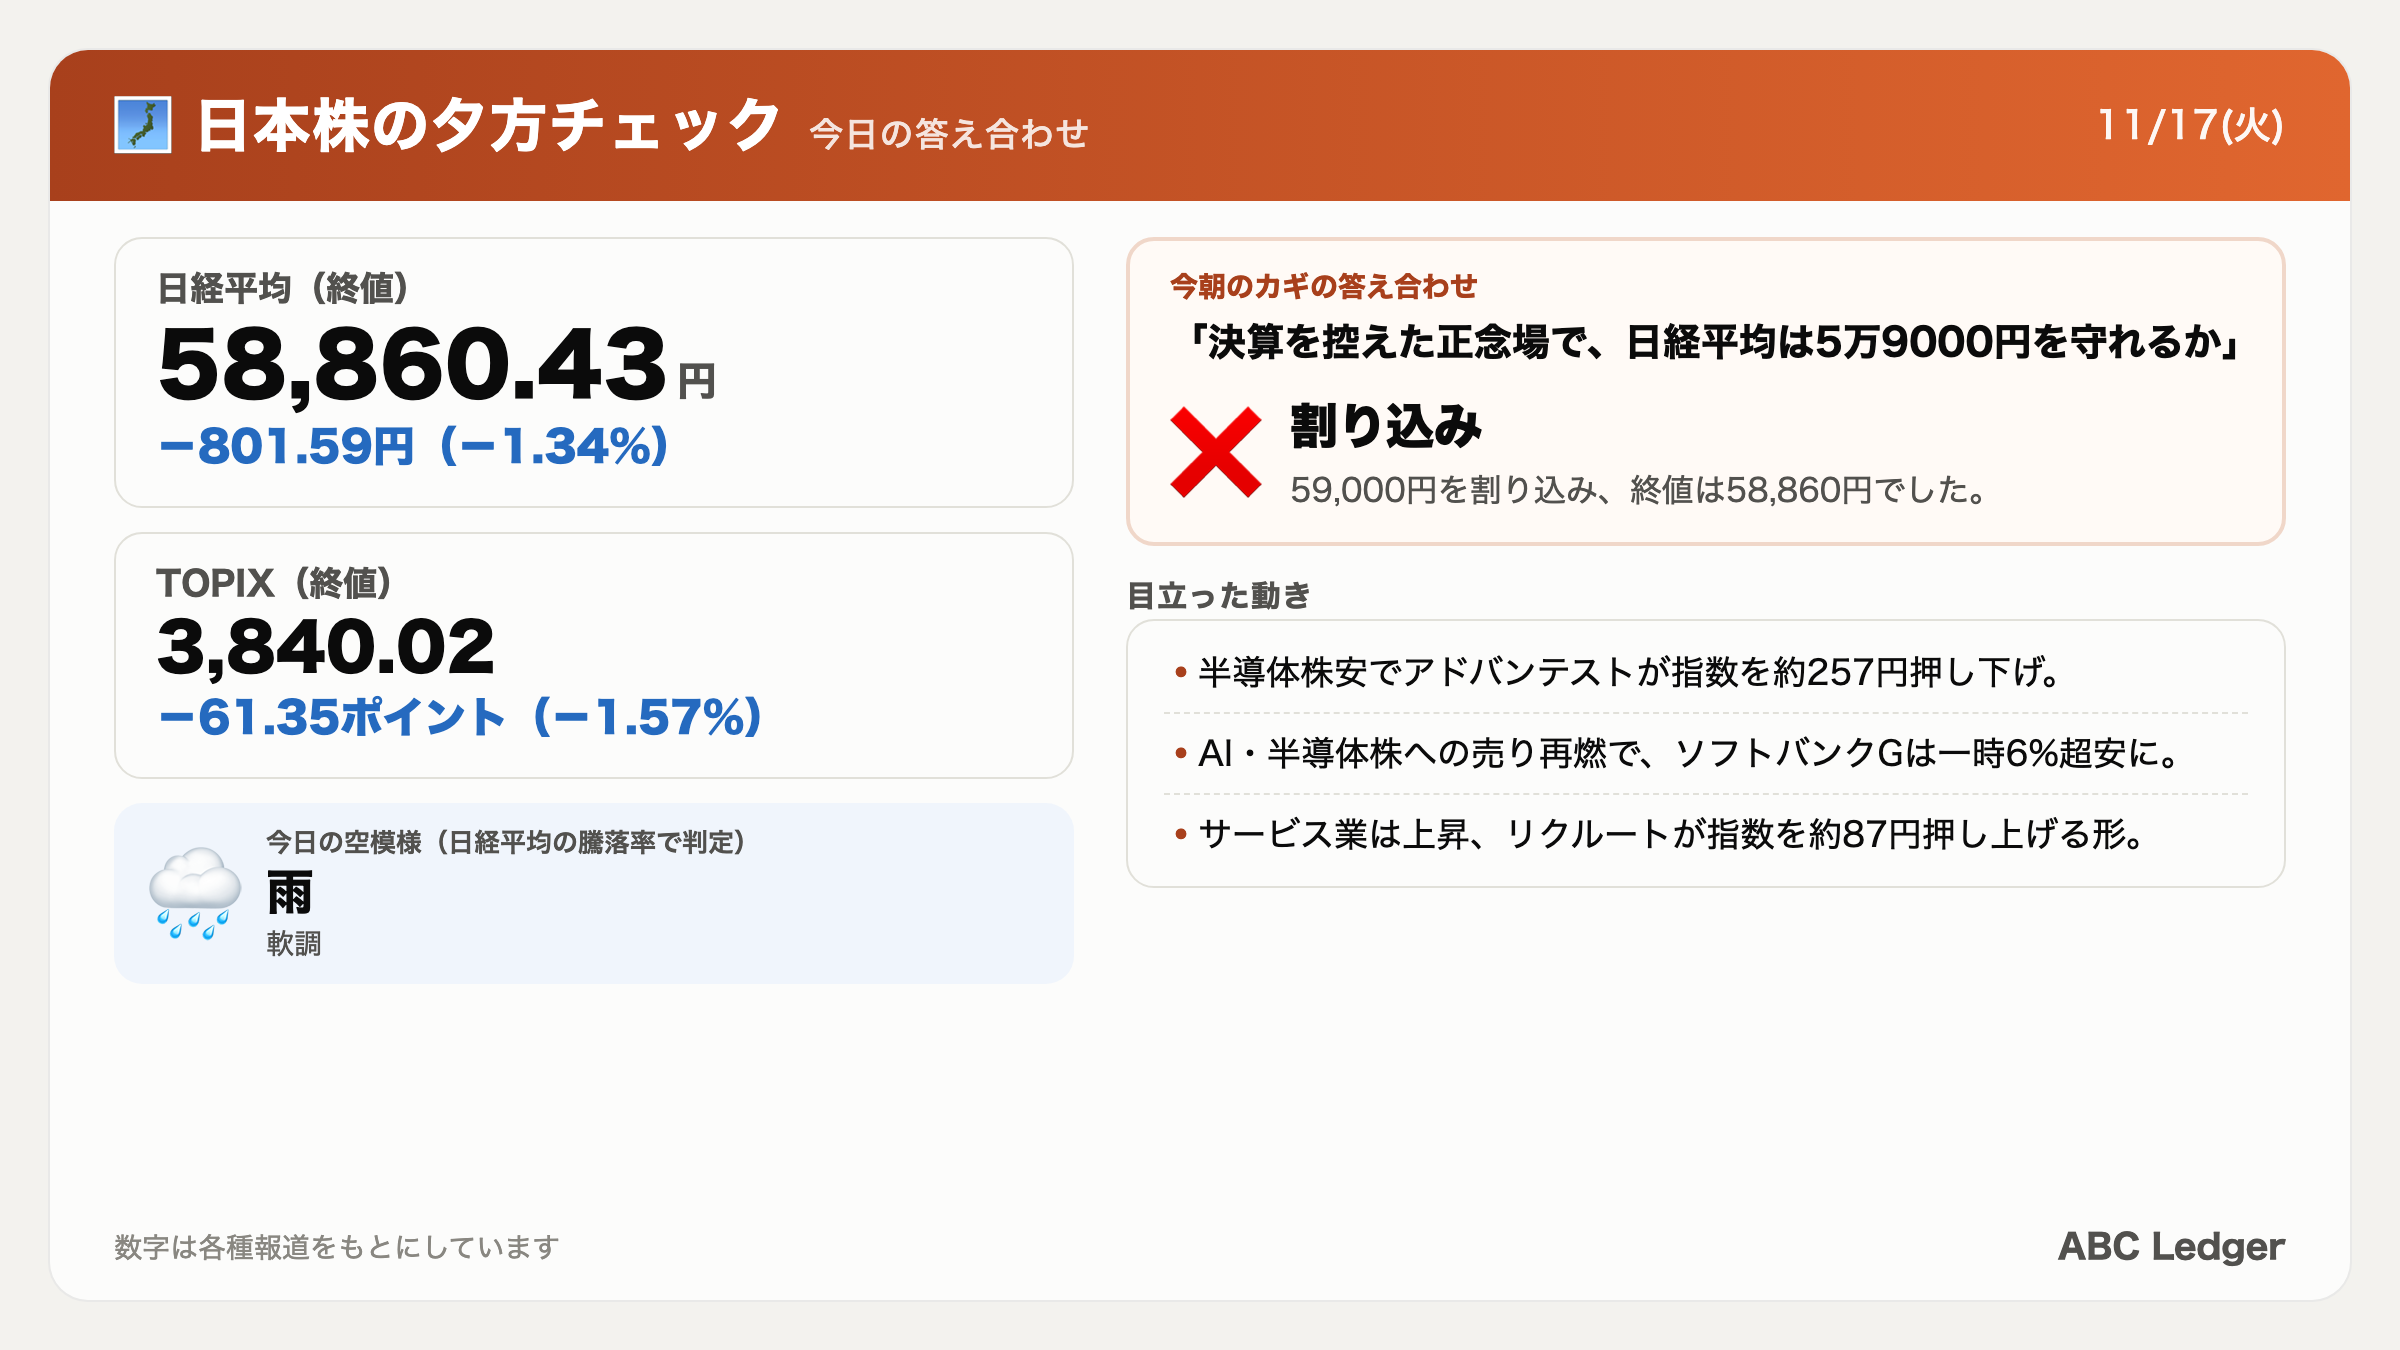 日本株の夕方チェック 今日の答え合わせ
11/17(火)
日経平均（終値）
58,860.43円
−801.59円（−1.34%）
TOPIX（終値）
3,840.02
−61.35ポイント（−1.57%）
今日の空模様（日経平均の騰落率で判定）
雨
軟調
今朝のカギの答え合わせ
「決算を控えた正念場で、日経平均は5万9000円を守れるか」
割り込み
59,000円を割り込み、終値は58,860円でした。
目立った動き
• 半導体株安でアドバンテストが指数を約257円押し下げ。
• AI・半導体株への売り再燃で、ソフトバンクGは一時6%超安に。
• サービス業は上昇、リクルートが指数を約87円押し上げる形。
数字は各種報道をもとにしています
ABC Ledger